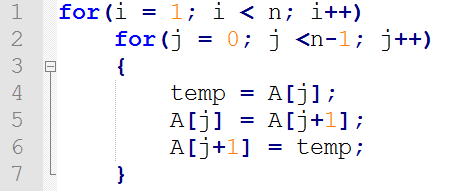 1 for(i = 1; i < n; i++)
2 for(j = 0; j <n-1; j++)
3 {
4 temp = A[j];
5 A[j] = A[j+1];
6 A[j+1] = temp;
7 }